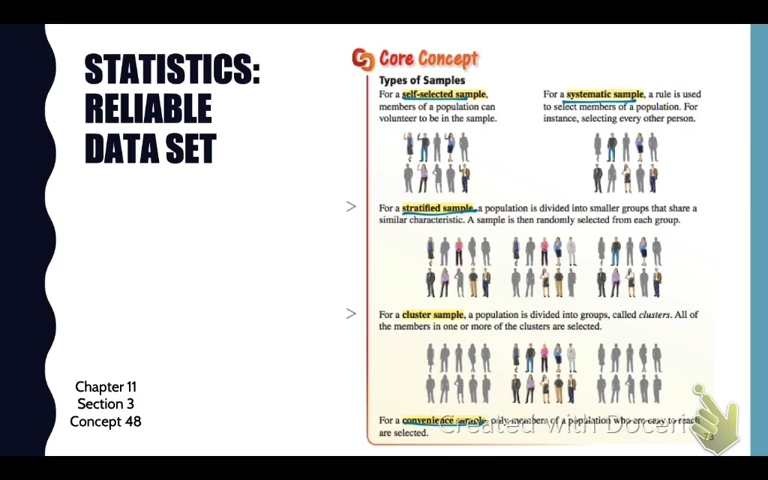 STATISTICS:
RELIABLE
DATA SET
Chapter 11
Section 3
Concept 48
Core Concept
Types of Samples
For a self-selected sample,
members of a population can
volunteer to be in the sample.
For a systematic sample, a rule is used
to select members of a population. For
instance, selecting every other person.
> For a stratified sample, a population is divided into smaller groups that share a
similar characteristic. A sample is then randomly selected from each group.
> For a cluster sample, a population is divided into groups, called clusters. All of
the members in one or more of the clusters are selected.
For a convenience sample, only members of a population who are easy to reach
are selected.
Created with Doceri
73